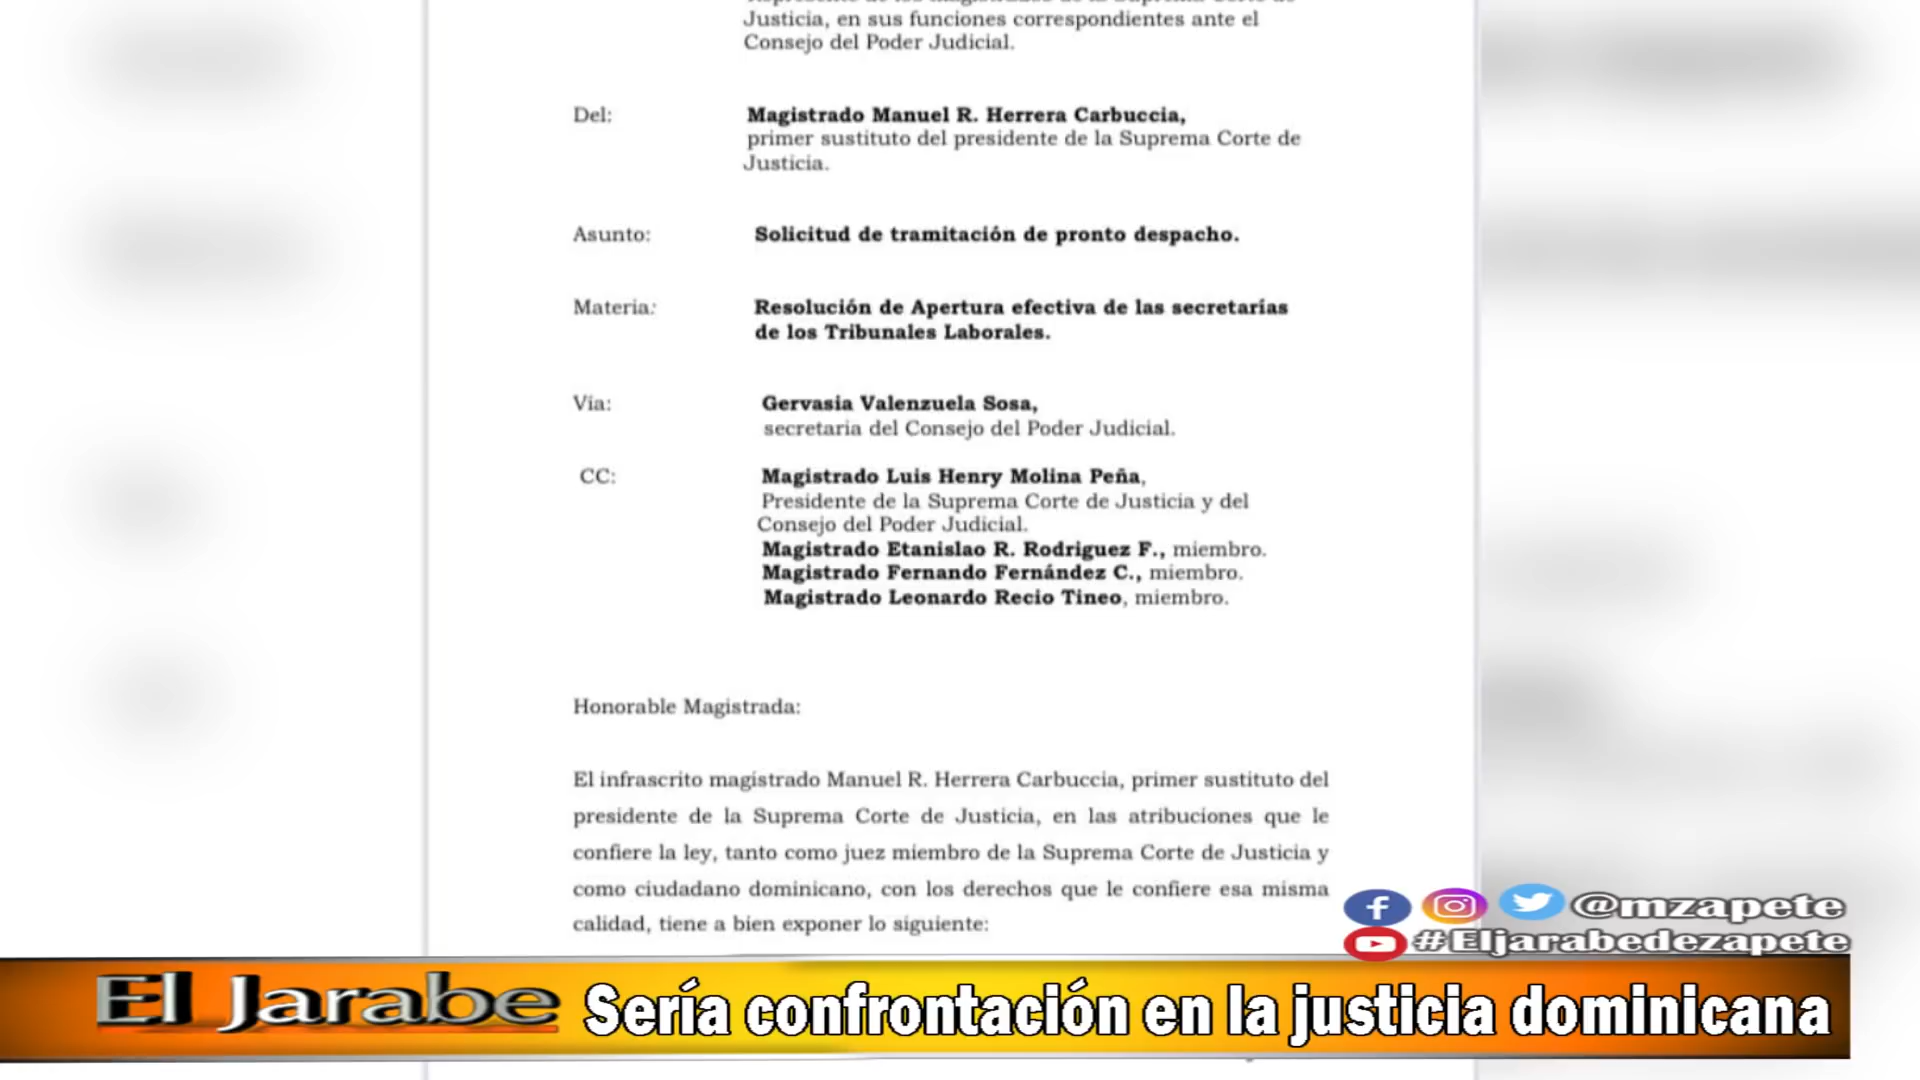 Justicia, en sus funciones correspondientes ante el
Consejo del Poder Judicial.
Del: Magistrado Manuel R. Herrera Carbuccia,
primer sustituto del presidente de la Suprema Corte de
Justicia.
Asunto: Solicitud de tramitación de pronto despacho.
Materia: Resolución de Apertura efectiva de las secretarías
de los Tribunales Laborales.
Vía: Gervasia Valenzuela Sosa,
secretaria del Consejo del Poder Judicial.
CC: Magistrado Luis Henry Molina Peña,
Presidente de la Suprema Corte de Justicia y del
Consejo del Poder Judicial.
Magistrado Etanislao R. Rodriguez F., miembro.
Magistrado Fernando Fernández C., miembro.
Magistrado Leonardo Recio Tineo, miembro.
Honorable Magistrada:
El infrascrito magistrado Manuel R. Herrera Carbuccia, primer sustituto del
presidente de la Suprema Corte de Justicia, en las atribuciones que le
confiere la ley, tanto como juez miembro de la Suprema Corte de Justicia y
como ciudadano dominicano, con los derechos que le confiere esa misma
calidad, tiene a bien exponer lo siguiente:
@mzapete
#Eljarabedezapete
El Jarabe Sería confrontación en la justicia dominicana